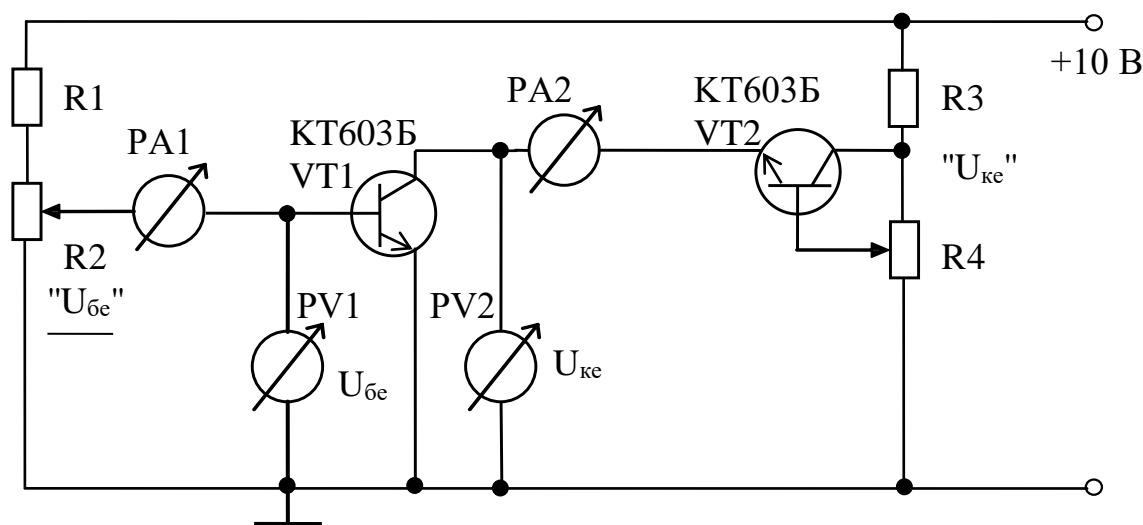 +10 В
R1
PA2
КТ603Б
R3
PA1
КТ603Б
VT1
VT2
"Uке"
R2
R4
"Uбе"
PV1
PV2
Uбе
Uке